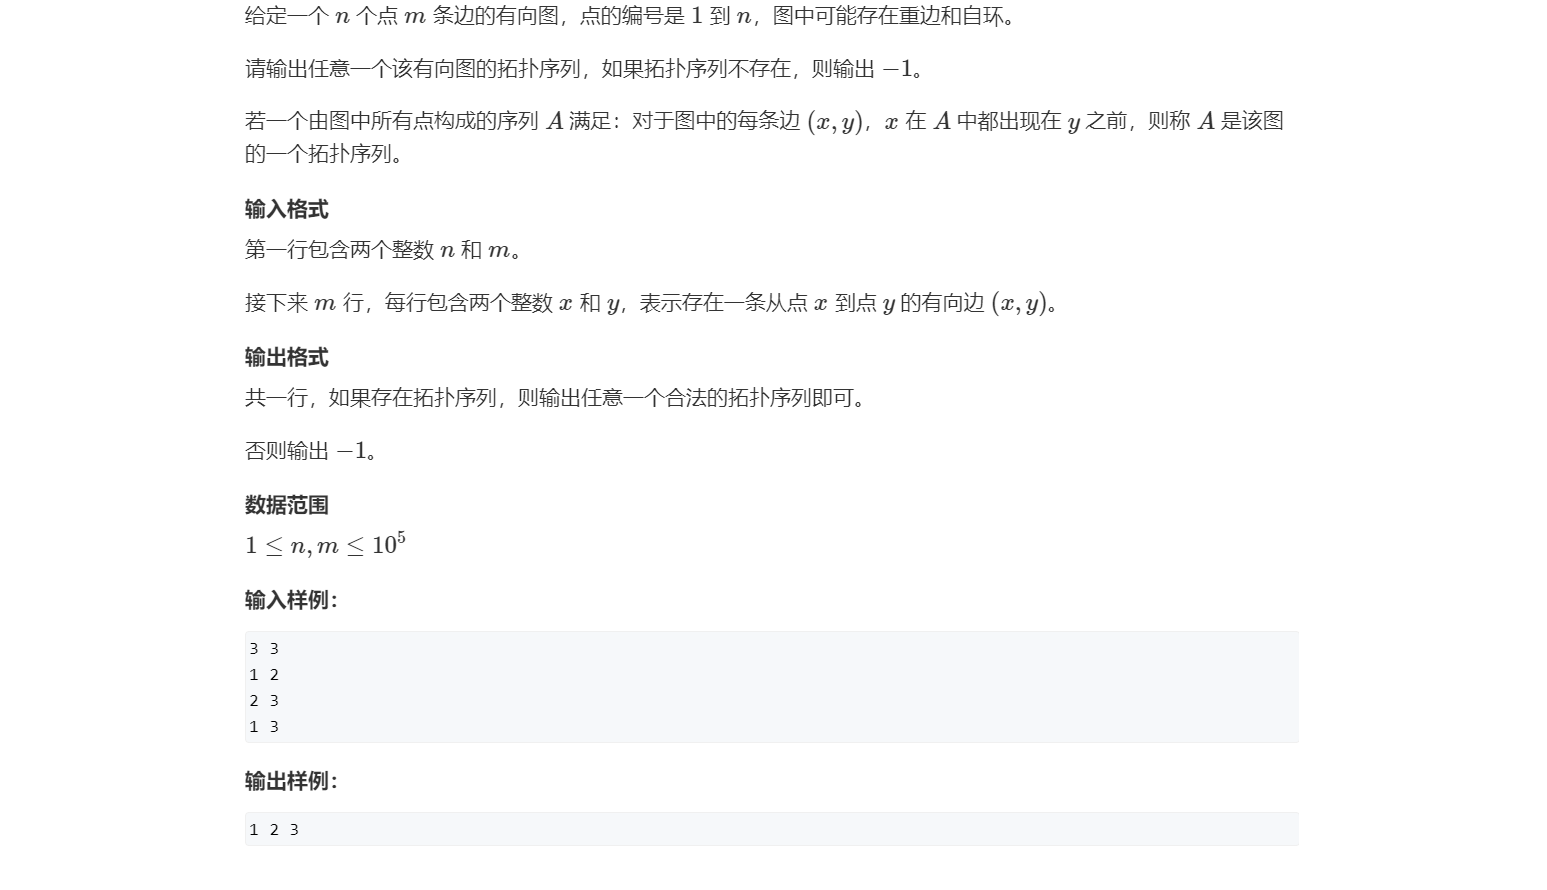 给定一个 n 个点 m 条边的有向图，点的编号是 1 到 n，图中可能存在重边和自环。
请输出任意一个该有向图的拓扑序列，如果拓扑序列不存在，则输出 −1。
若一个由图中所有点构成的序列 A 满足：对于图中的每条边 (x, y)，x 在 A 中都出现在 y 之前，则称 A 是该图
的一个拓扑序列。
输入格式
第一行包含两个整数 n 和 m。
接下来 m 行，每行包含两个整数 x 和 y，表示存在一条从点 x 到点 y 的有向边 (x, y)。
输出格式
共一行，如果存在拓扑序列，则输出任意一个合法的拓扑序列即可。
否则输出 −1。
数据范围
1 ≤ n, m ≤ 10⁵
输入样例：
3 3
1 2
2 3
1 3
输出样例：
1 2 3